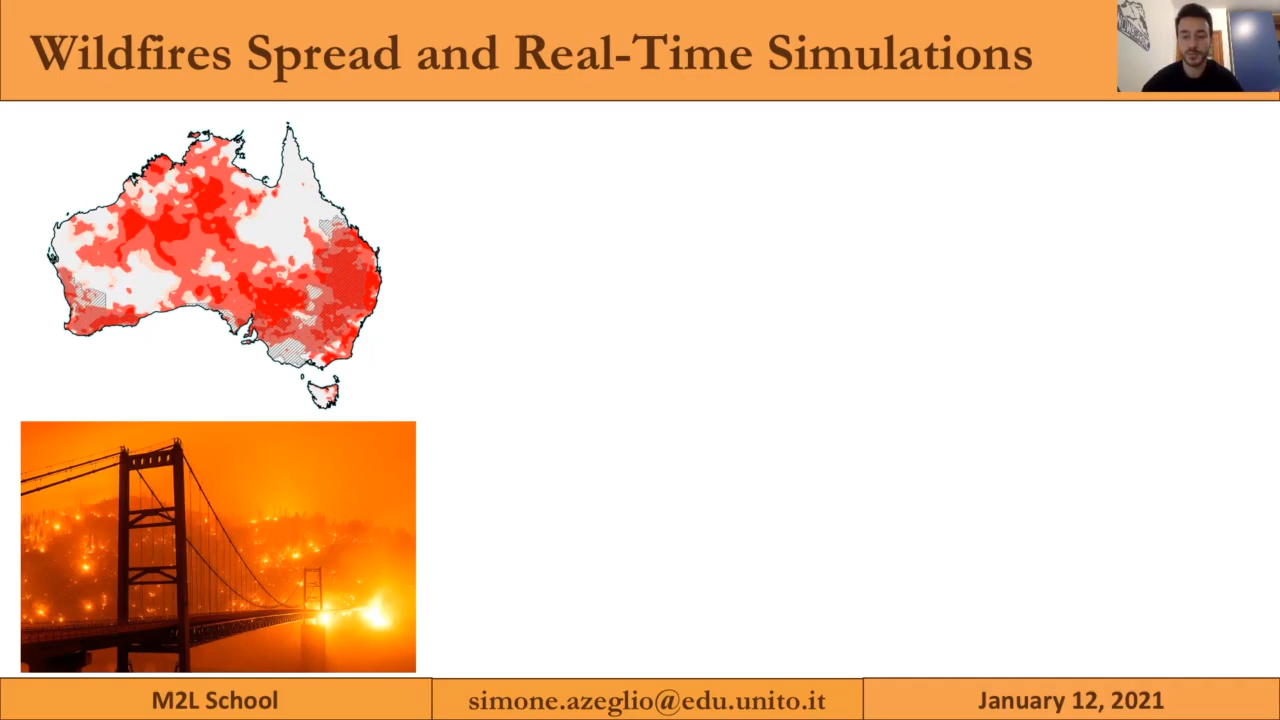 Wildfires Spread and Real-Time Simulations
M2L School
simone.azeglio@edu.unito.it
January 12, 2021